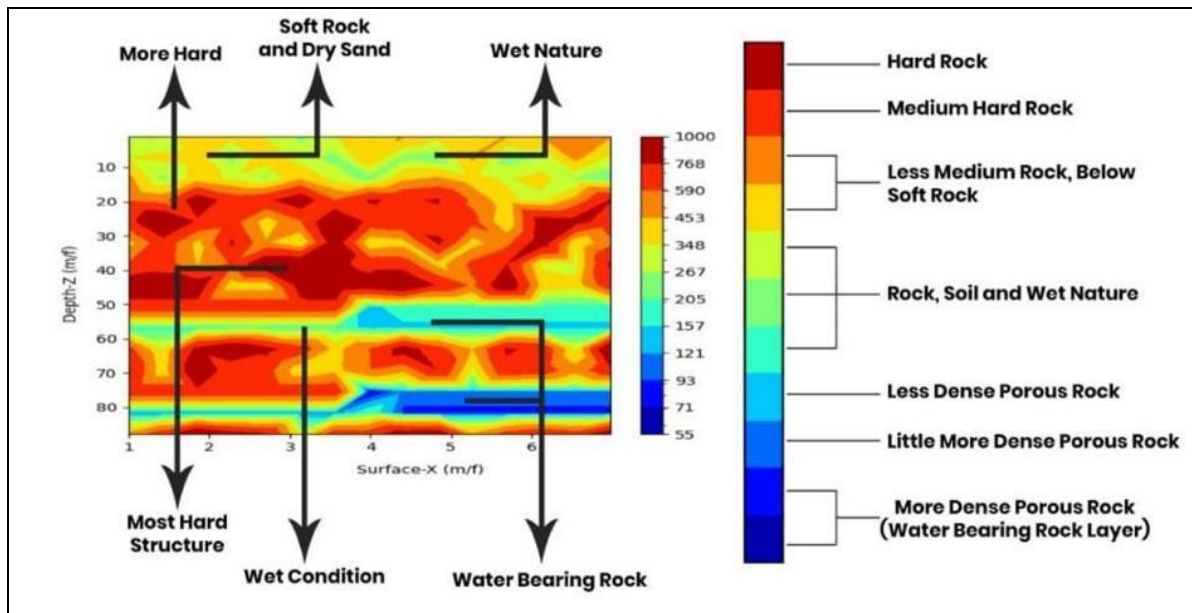 Soft Rock
and Dry Sand
More Hard
Wet Nature
10
20
30
40
50
60
70
80
Depth-Z (m/f)
1
2
3
4
5
6
Surface-X (m/f)
1000
768
590
453
348
267
205
157
121
93
71
55
Most Hard
Structure
Wet Condition
Water Bearing Rock
Hard Rock
Medium Hard Rock
Less Medium Rock, Below
Soft Rock
Rock, Soil and Wet Nature
Less Dense Porous Rock
Little More Dense Porous Rock
More Dense Porous Rock
(Water Bearing Rock Layer)